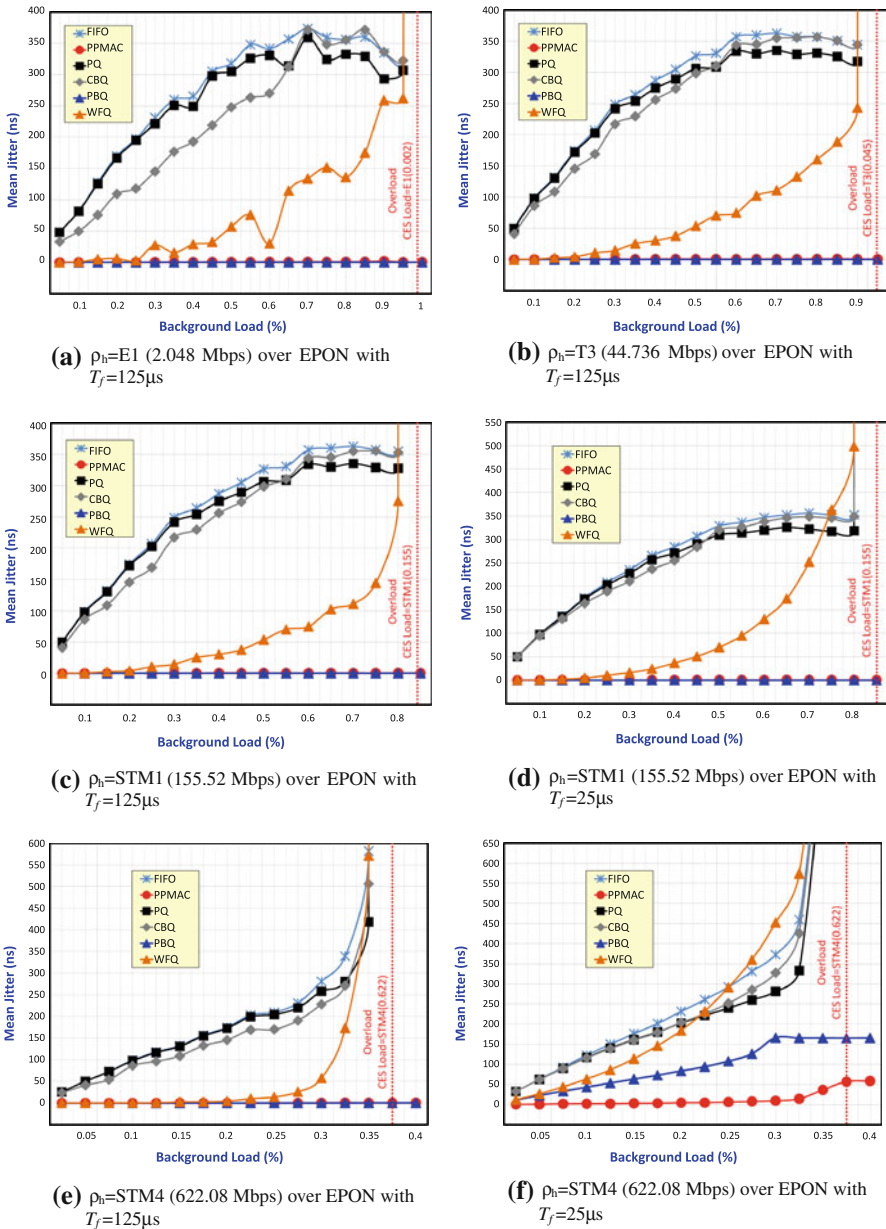 400
350
300
250
200
150
100
50
0
Mean Jitter (ns)
FIFO
PPMAC
PQ
CBQ
PBQ
WFQ
Overload
CES Load=E1(0.002)
0.1 0.2 0.3 0.4 0.5 0.6 0.7 0.8 0.9 1
Background Load (%)
(a) ρh=E1 (2.048 Mbps) over EPON with
Tf=125μs
400
350
300
250
200
150
100
50
0
Mean Jitter (ns)
FIFO
PPMAC
PQ
CBQ
PBQ
WFQ
Overload
CES Load=T3(0.045)
0.1 0.2 0.3 0.4 0.5 0.6 0.7 0.8 0.9
Background Load (%)
(b) ρh=T3 (44.736 Mbps) over EPON with
Tf=125μs
400
350
300
250
200
150
100
50
0
Mean Jitter (ns)
FIFO
PPMAC
PQ
CBQ
PBQ
WFQ
Overload
CES Load=STM1(0.155)
0.1 0.2 0.3 0.4 0.5 0.6 0.7 0.8
Background Load (%)
(c) ρh=STM1 (155.52 Mbps) over EPON with
Tf=125μs
550
500
450
400
350
300
250
200
150
100
50
0
Mean Jitter (ns)
FIFO
PPMAC
PQ
CBQ
PBQ
WFQ
Overload
CES Load=STM1(0.155)
0.1 0.2 0.3 0.4 0.5 0.6 0.7 0.8
Background Load (%)
(d) ρh=STM1 (155.52 Mbps) over EPON with
Tf=25μs
600
550
500
450
400
350
300
250
200
150
100
50
0
Mean Jitter (ns)
FIFO
PPMAC
PQ
CBQ
PBQ
WFQ
Overload
CES Load=STM4(0.622)
0.05 0.1 0.15 0.2 0.25 0.3 0.35 0.4
Background Load (%)
(e) ρh=STM4 (622.08 Mbps) over EPON with
Tf=125μs
650
600
550
500
450
400
350
300
250
200
150
100
50
0
Mean Jitter (ns)
FIFO
PPMAC
PQ
CBQ
PBQ
WFQ
Overload
CES Load=STM4(0.622)
0.05 0.1 0.15 0.2 0.25 0.3 0.35 0.4
Background Load (%)
(f) ρh=STM4 (622.08 Mbps) over EPON with
Tf=25μs